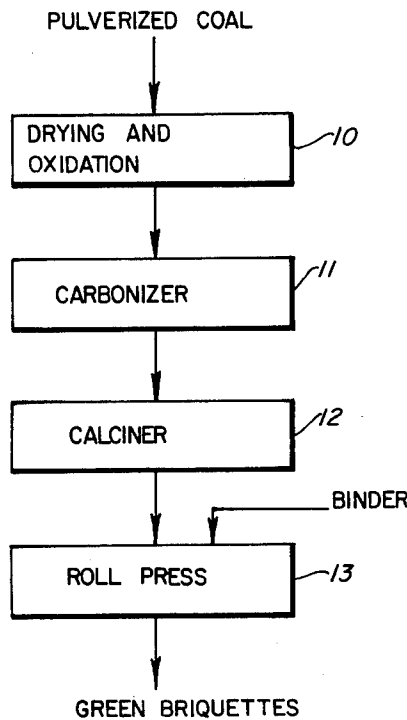 PULVERIZED COAL
DRYING AND
OXIDATION
10
CARBONIZER
11
CALCINER
12
BINDER
ROLL PRESS
13
GREEN BRIQUETTES